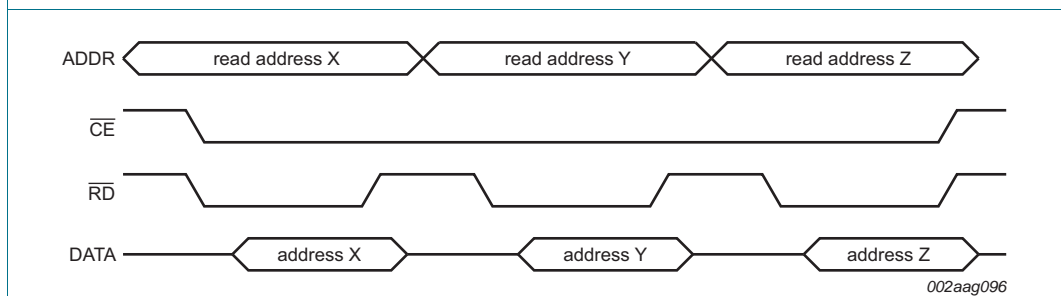 ADDR read address X read address Y read address Z
CE
RD
DATA address X address Y address Z
002aag096